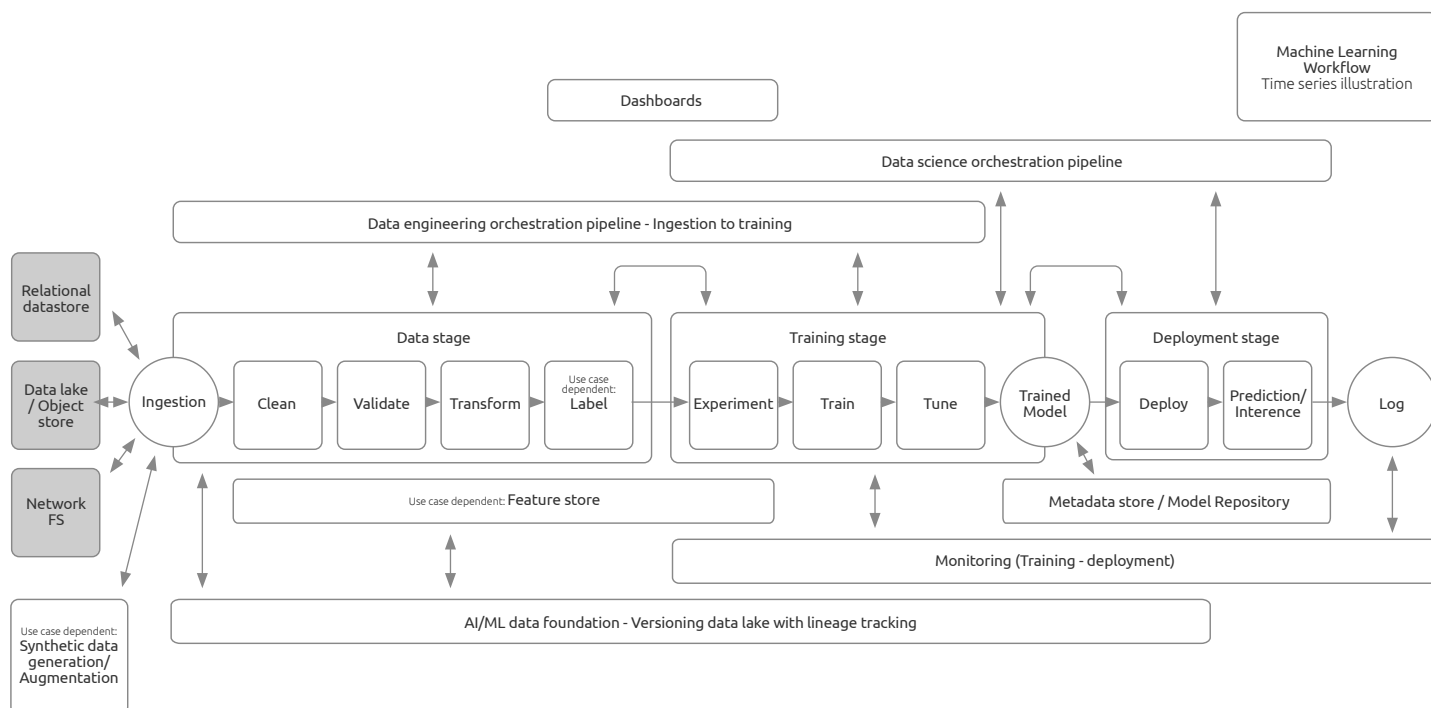 Machine Learning
Workflow
Time series illustration
Dashboards
Data science orchestration pipeline
Data engineering orchestration pipeline - Ingestion to training
Relational
datastore
Data lake
/ Object
store
Network
FS
Use case dependent:
Synthetic data
generation/
Augmentation
Ingestion
Data stage
Clean
Validate
Transform
Use case
dependent:
Label
Training stage
Experiment
Train
Tune
Trained
Model
Deployment stage
Deploy
Prediction/
Interence
Log
Use case dependent: Feature store
Metadata store / Model Repository
Monitoring (Training - deployment)
AI/ML data foundation - Versioning data lake with lineage tracking